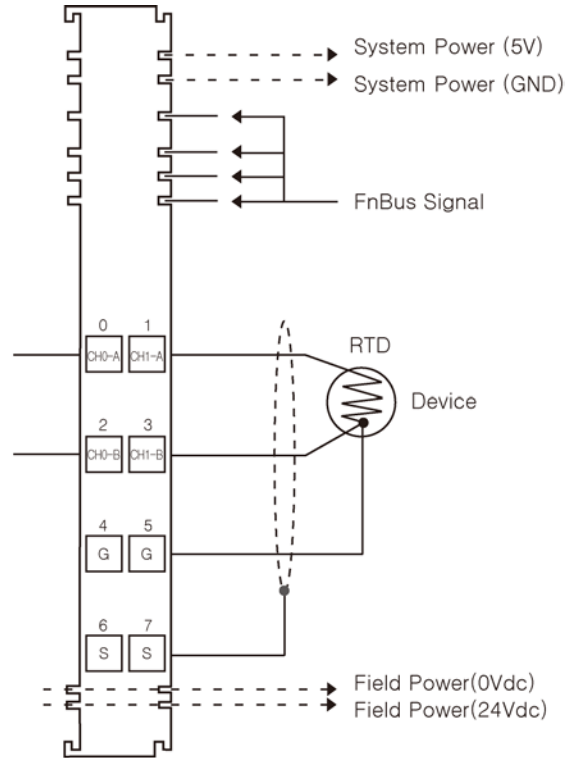 System Power (5V)
System Power (GND)
FnBus Signal
0 1
CH0-A CH1-A
RTD
Device
2 3
CH0-B CH1-B
4 5
G G
6 7
S S
Field Power(0Vdc)
Field Power(24Vdc)